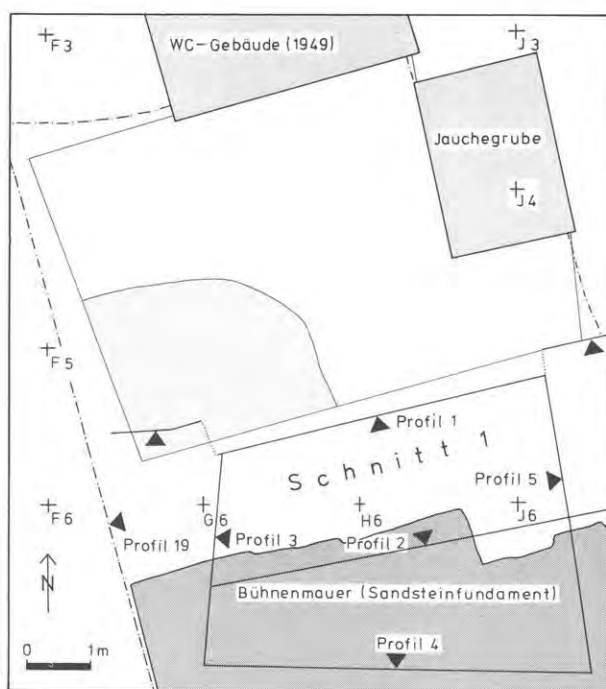 F3
WC-Gebäude (1949)
J3
Jauchegrube
J4
F5
Profil 1
Schnitt 1
Profil 5
F6
G6
H6
J6
Profil 19
Profil 3
Profil 2
N
Bühnenmauer (Sandsteinfundament)
Profil 4
0 1m